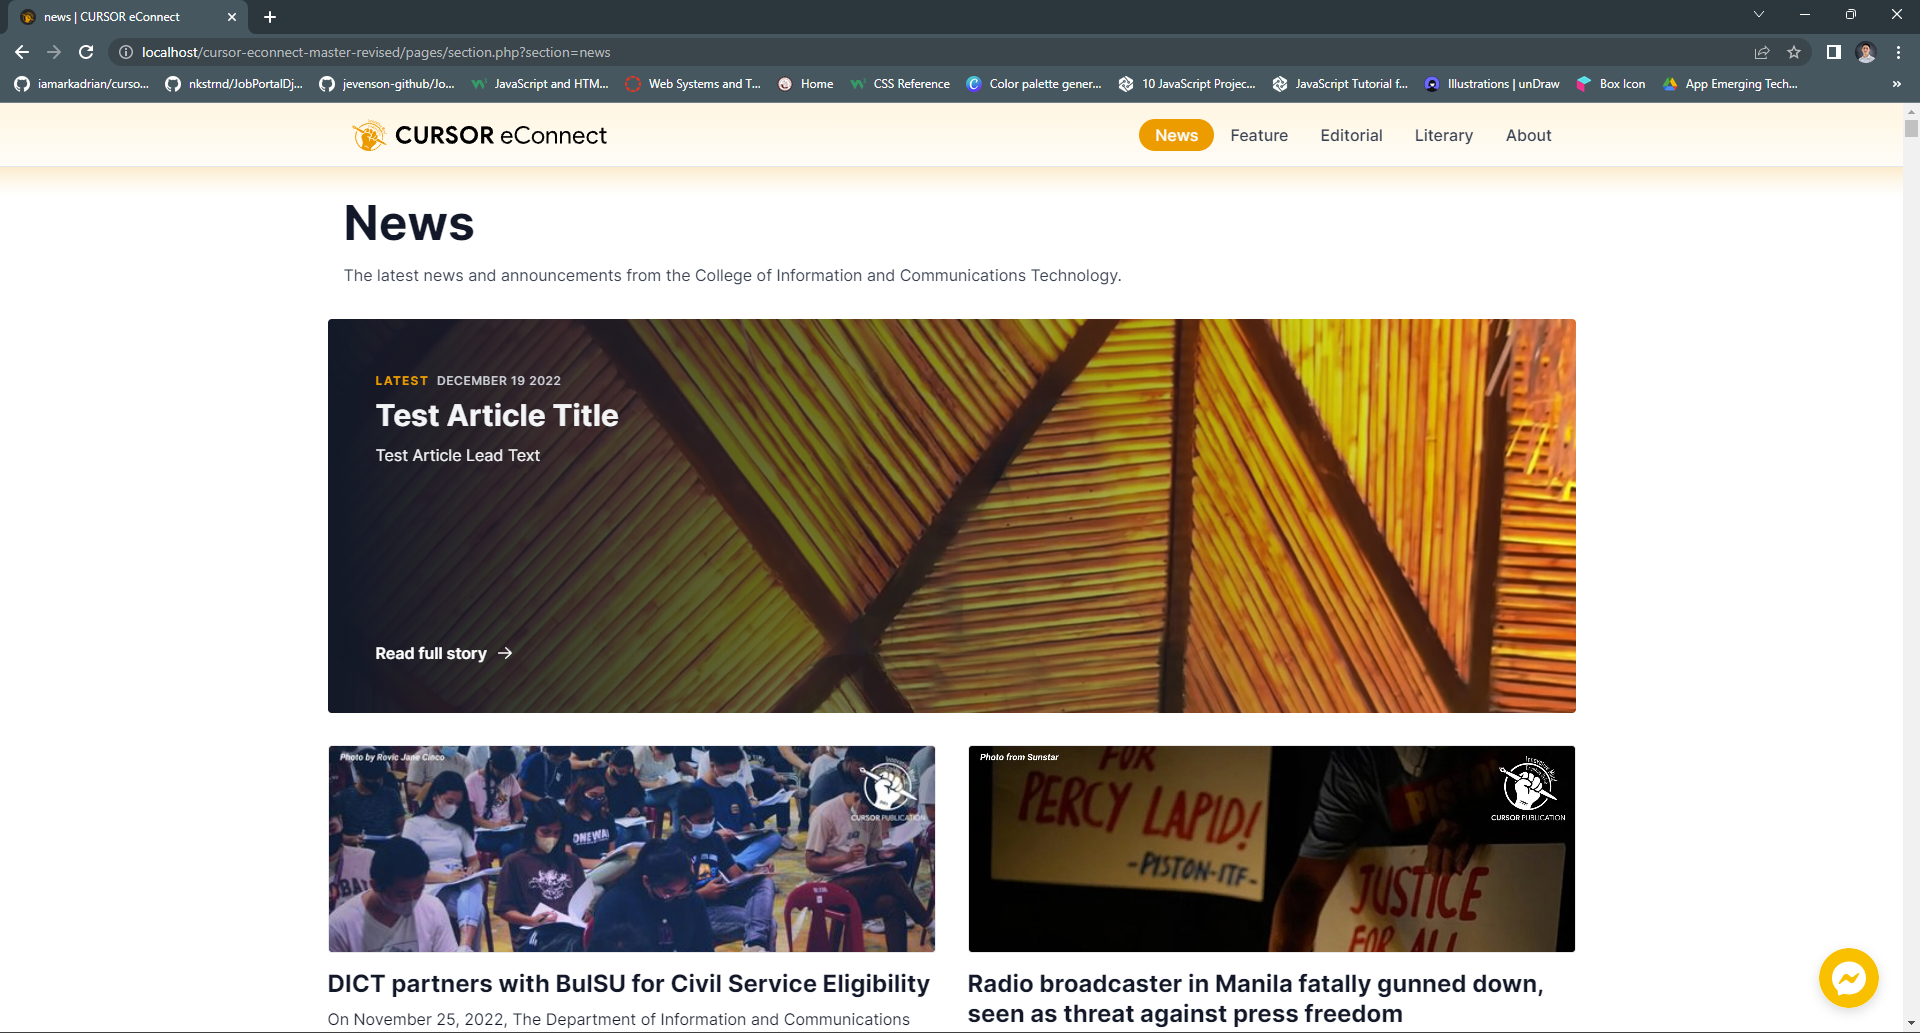 news | CURSOR eConnect
localhost/cursor-econnect-master-revised/pages/section.php?section=news
iamarkadrian/curso... nkstrnd/JobPortalDj... jevenson-github/Jo... JavaScript and HTM... Web Systems and T... Home CSS Reference Color palette gener... 10 JavaScript Projec... JavaScript Tutorial f... Illustrations | unDraw Box Icon App Emerging Tech... »
CURSOR eConnect News Feature Editorial Literary About
News
The latest news and announcements from the College of Information and Communications Technology.
LATEST DECEMBER 19 2022
Test Article Title
Test Article Lead Text
Read full story →
Photo by Rovic Jane Cinco
CURSOR PUBLICATION
ONEWAY
Photo from Sunstar
CURSOR PUBLICATION
FOR
PERCY LAPID!
-PISTON-ITF-
JUSTICE
FOR ALL
DICT partners with BulSU for Civil Service Eligibility
On November 25, 2022, The Department of Information and Communications
Radio broadcaster in Manila fatally gunned down,
seen as threat against press freedom